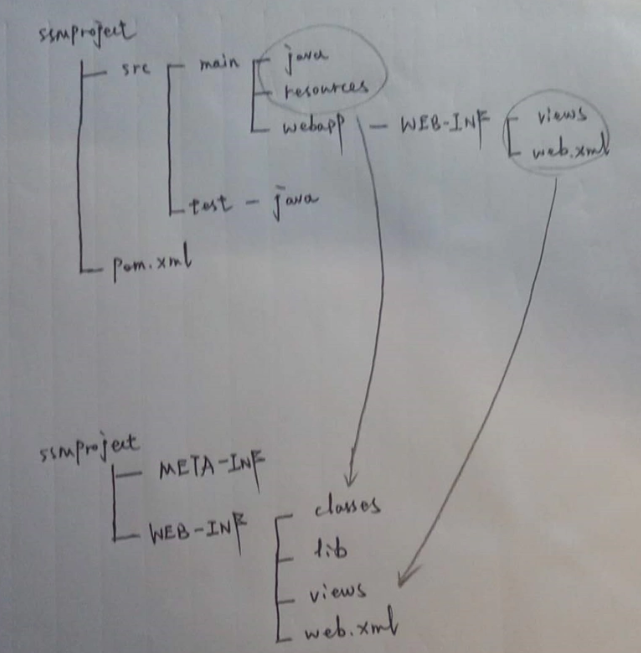 ssmproject
src main java
resources
webapp - WEB-INF views
web.xml
test - java
pom.xml
ssmproject
META-INF
WEB-INF classes
lib
views
web.xml